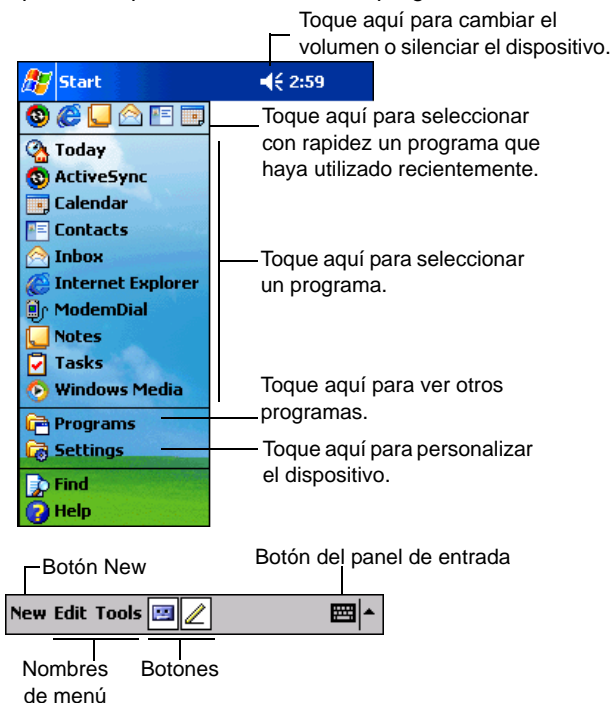 Toque aquí para cambiar el
volumen o silenciar el dispositivo.
Start
2:59
Toque aquí para seleccionar
con rapidez un programa que
haya utilizado recientemente.
Today
ActiveSync
Calendar
Contacts
Inbox
Internet Explorer
ModemDial
Notes
Tasks
Windows Media
Toque aquí para seleccionar
un programa.
Programs
Toque aquí para ver otros
programas.
Settings
Toque aquí para personalizar
el dispositivo.
Find
Help
Botón New
Botón del panel de entrada
New Edit Tools
Nombres
de menú
Botones